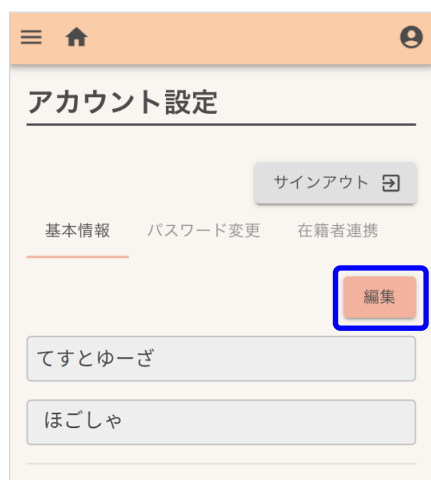 アカウント設定
サインアウト
基本情報 パスワード変更 在籍者連携
編集
てすとゆーざ
ほごしゃ